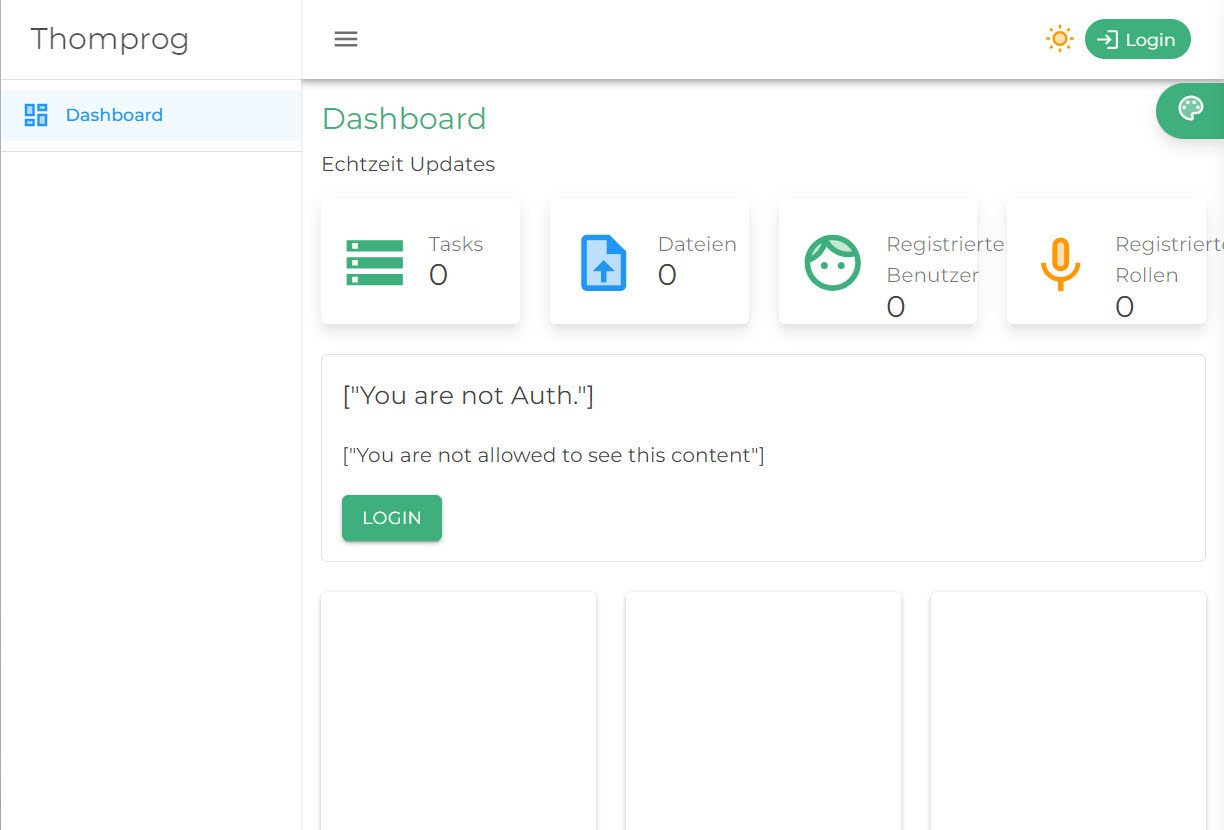 Thomprog
Login
Dashboard
Dashboard
Echtzeit Updates
Tasks
0
Dateien
0
Registrierte
Benutzer
0
Registrierte
Rollen
0
["You are not Auth."]
["You are not allowed to see this content"]
LOGIN